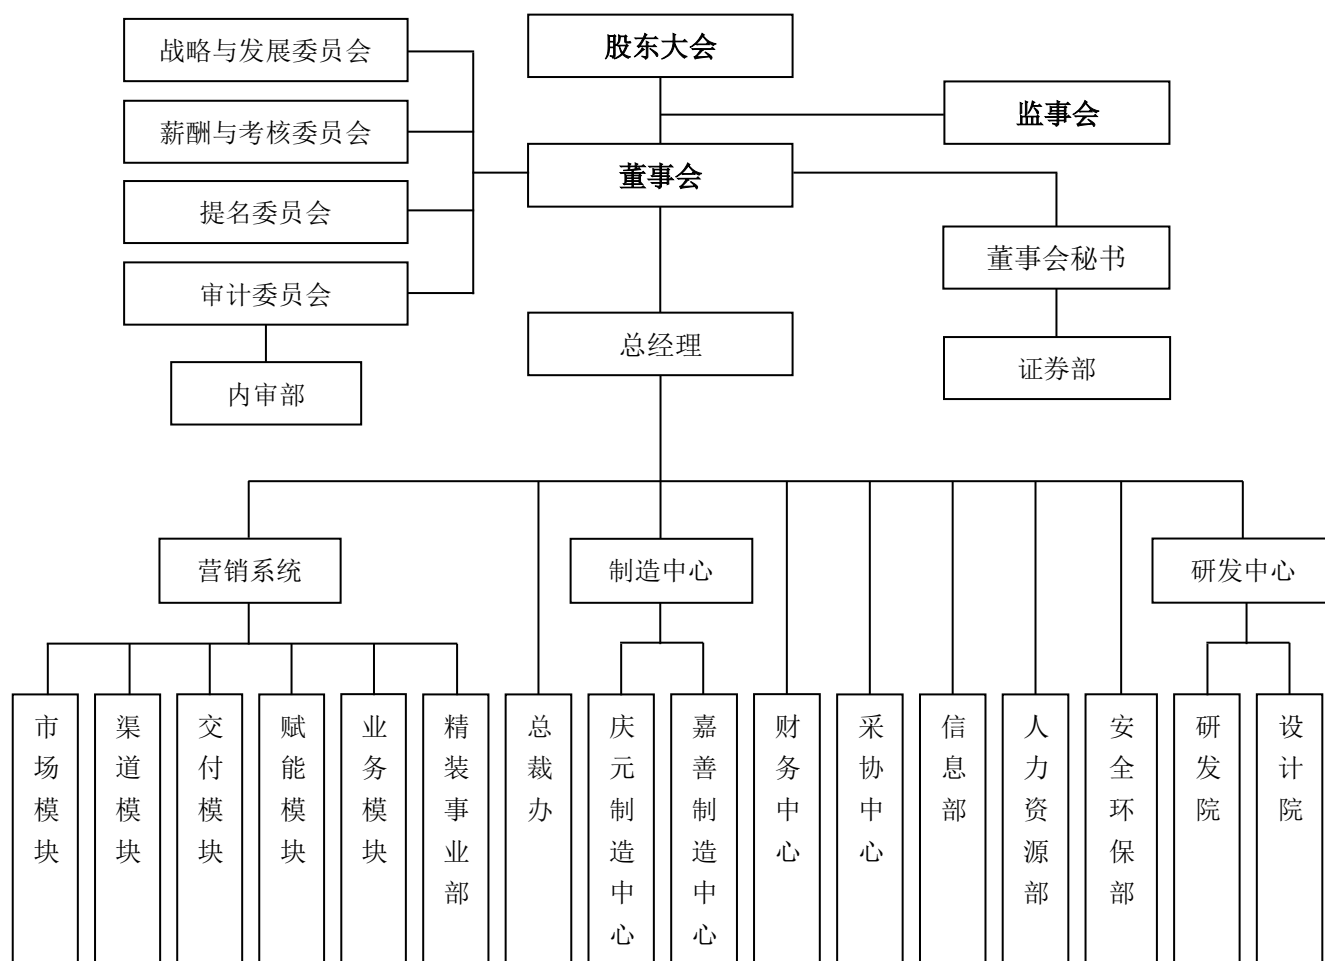 战略与发展委员会
股东大会
监事会
薪酬与考核委员会
董事会
提名委员会
董事会秘书
审计委员会
总经理
证券部
内审部
营销系统
制造中心
研发中心
市场模块
渠道模块
交付模块
赋能模块
业务模块
精装事业部
总裁办
庆元制造中心
嘉善制造中心
财务中心
采协中心
信息部
人力资源部
安全环保部
研发院
设计院